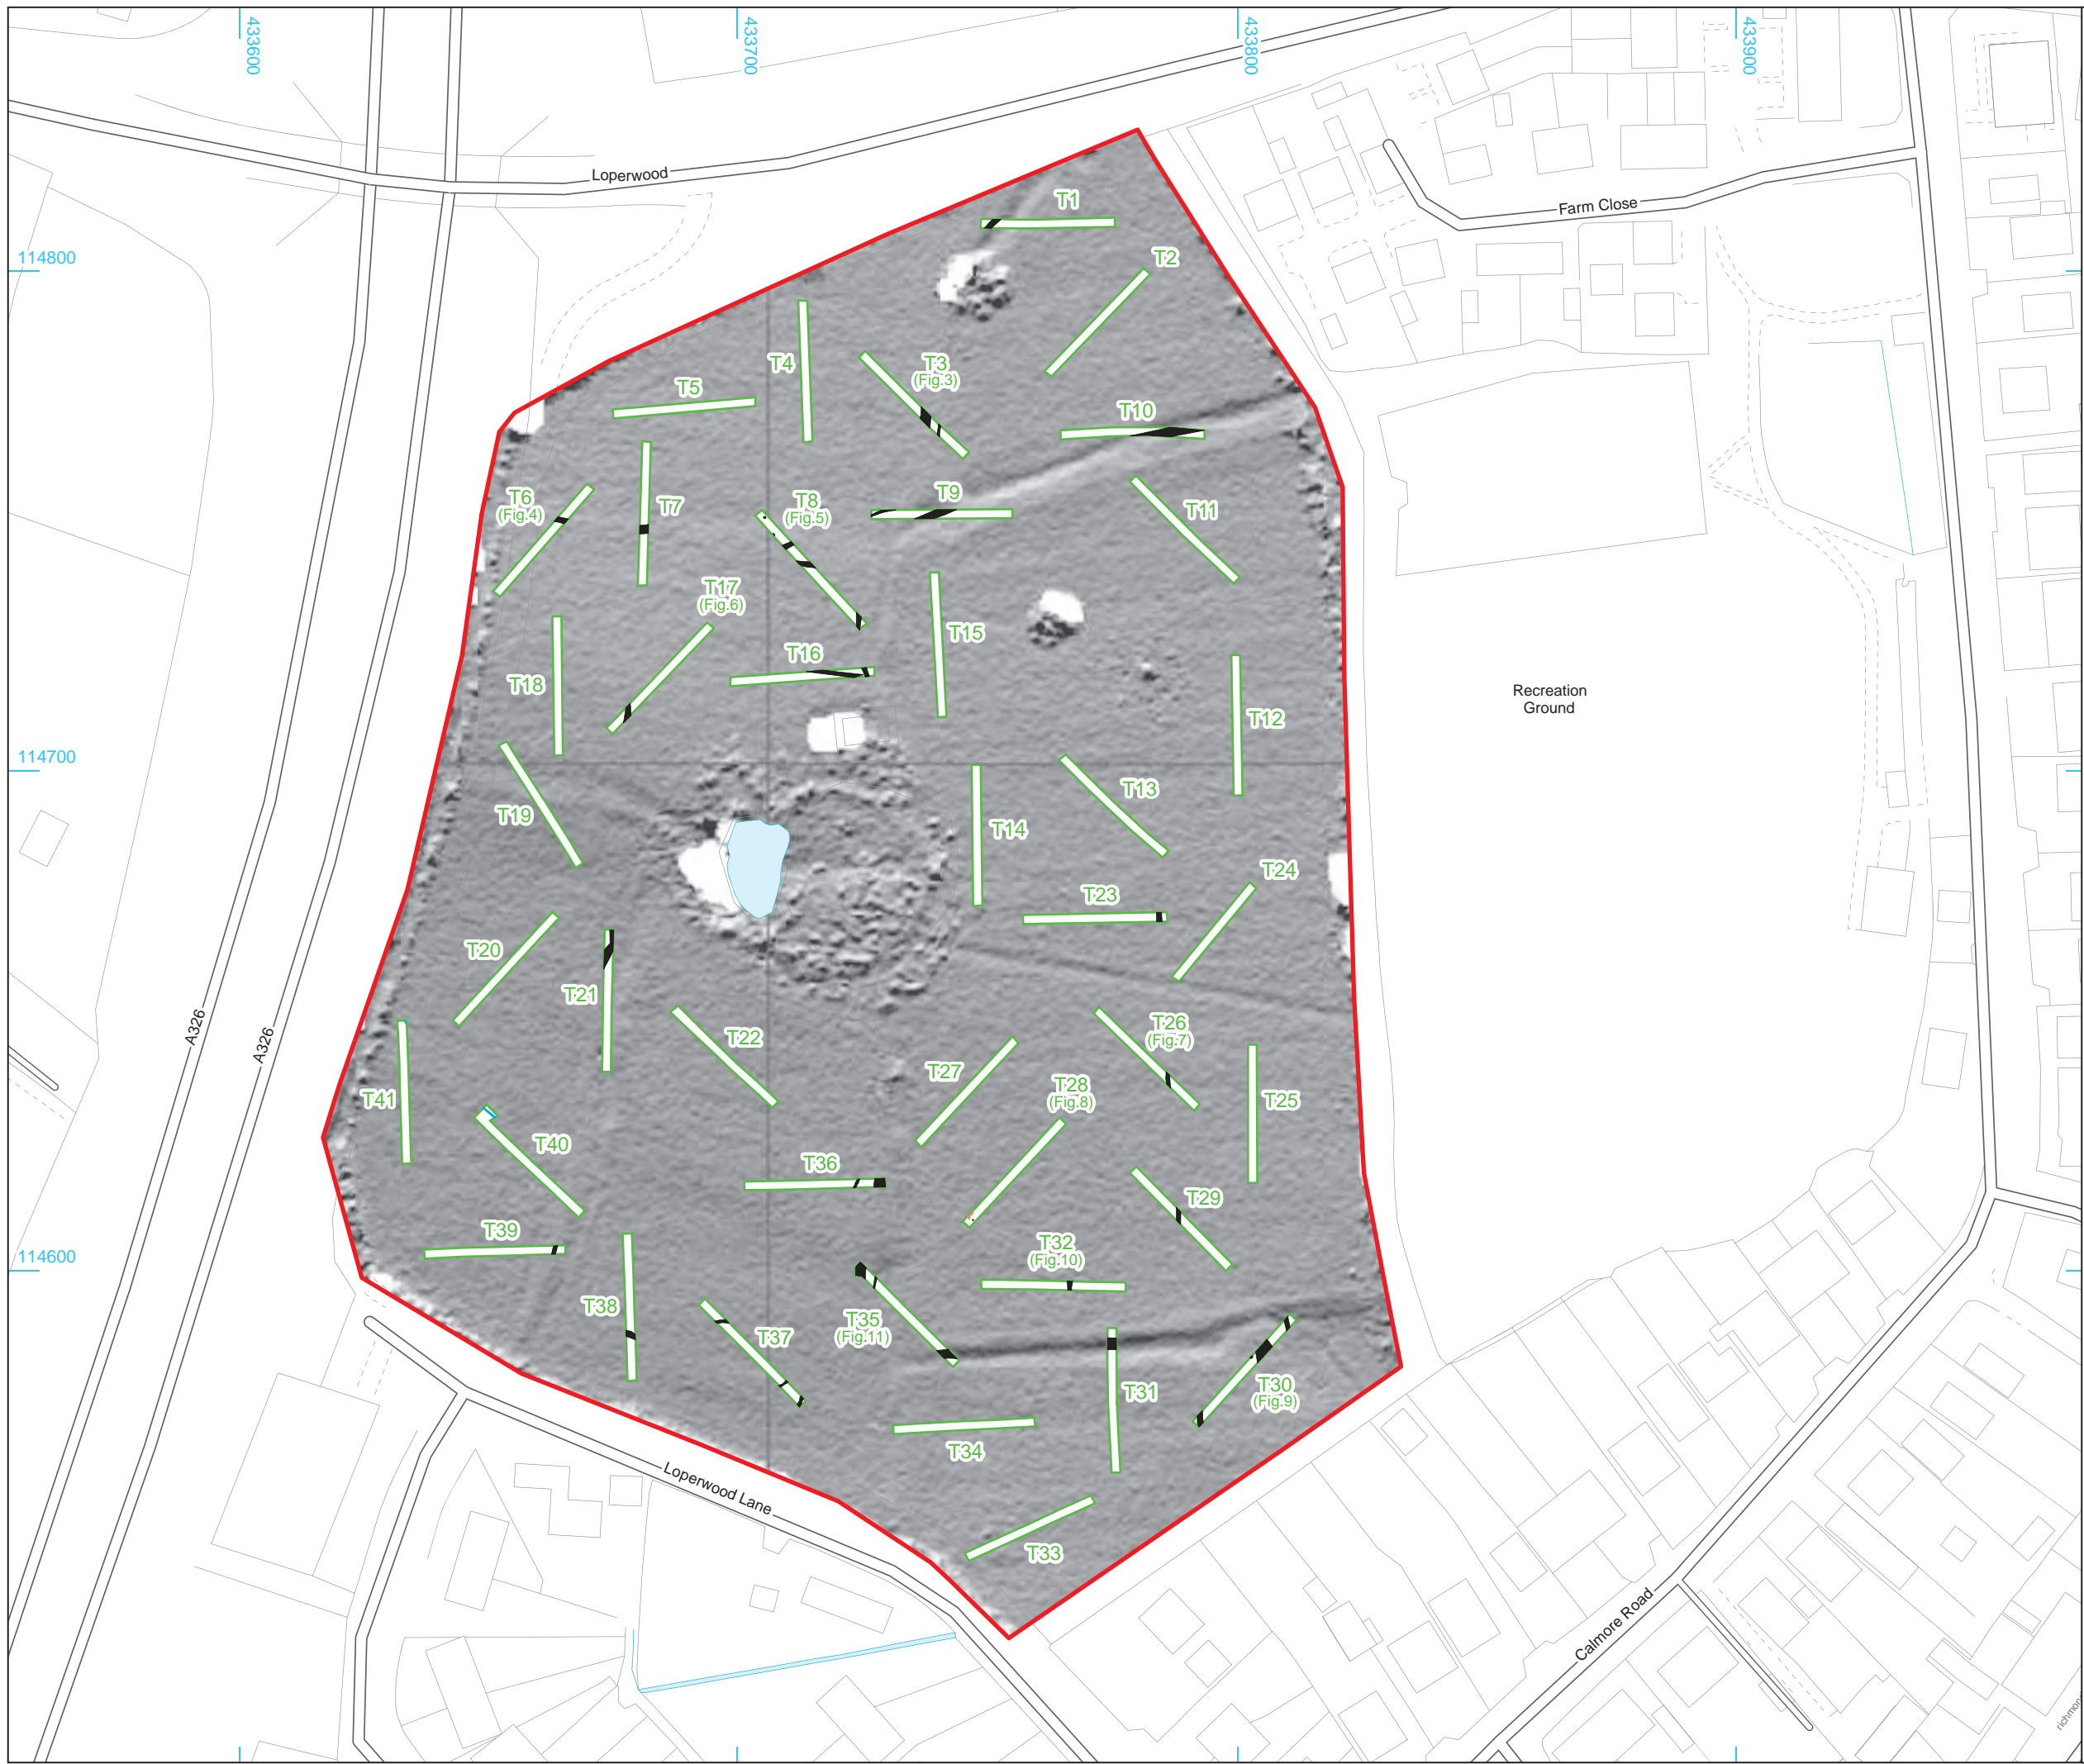 433600
433700
433800
433900
Loperwood
Farm Close
114800
T1
T2
T3
(Fig.3)
T4
T5
T10
T6
(Fig.4)
T7
T8
(Fig.5)
T9
T11
T17
(Fig.6)
T15
T16
T18
T12
Recreation
Ground
114700
T13
T19
T14
T24
T23
T20
T21
A326
A326
T22
T26
(Fig.7)
T27
T28
(Fig.8)
T25
T41
T40
T36
T29
T39
T32
(Fig.10)
114600
T38
T35
(Fig.11)
T37
T31
T30
(Fig.9)
T34
Loperwood Lane
T33
Calmore Road